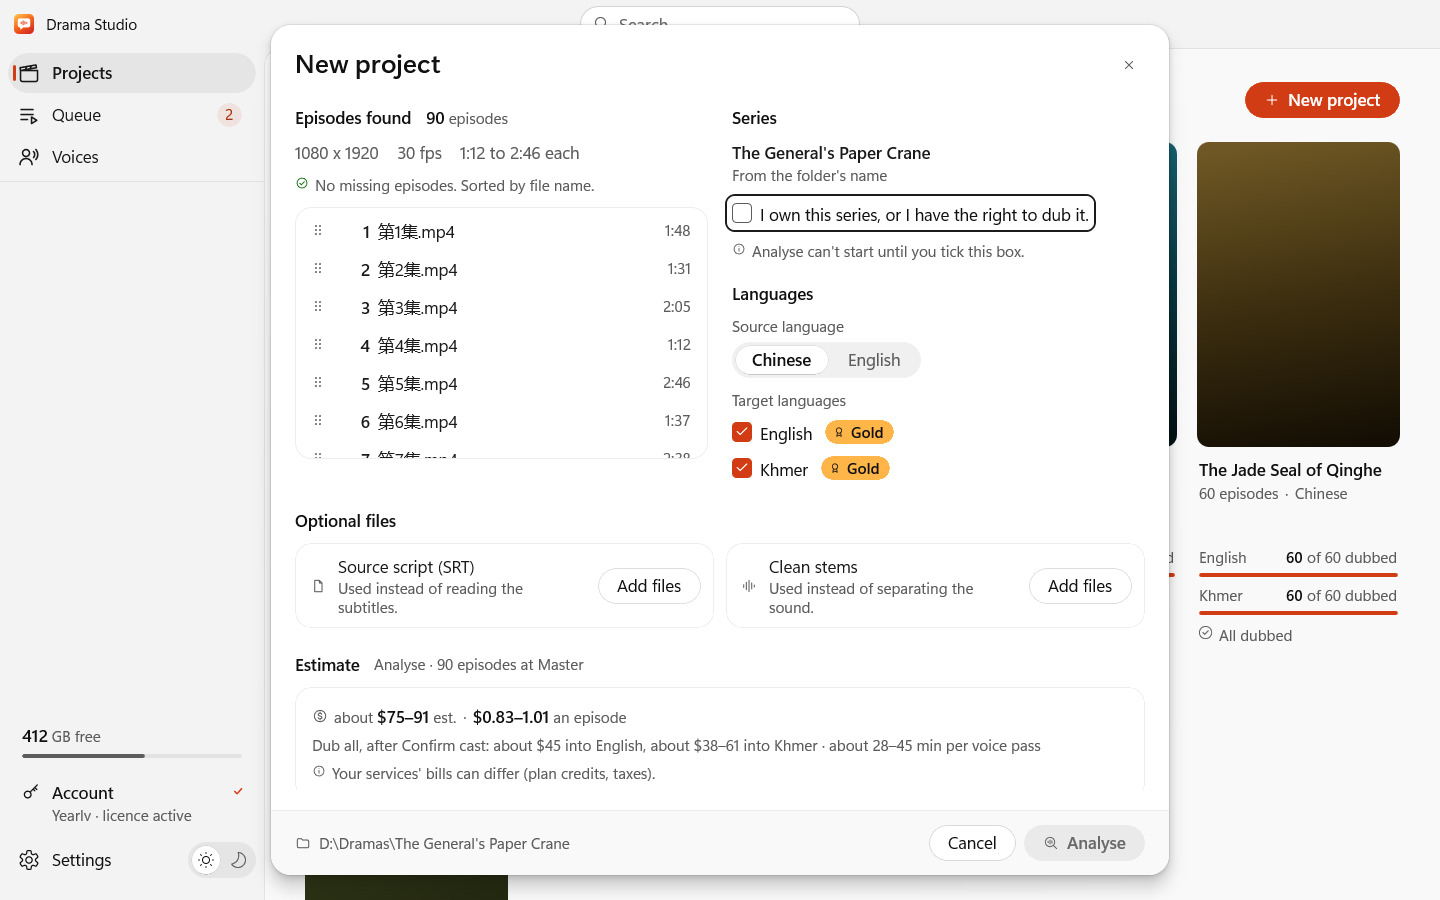 Drama Studio
Search
Projects
Queue
2
Voices
412 GB free
Account
Yearly · licence active
Settings
New project
Episodes found 90 episodes
1080 x 1920 30 fps 1:12 to 2:46 each
No missing episodes. Sorted by file name.
1 第1集.mp4 1:48
2 第2集.mp4 1:31
3 第3集.mp4 2:05
4 第4集.mp4 1:12
5 第5集.mp4 2:46
6 第6集.mp4 1:37
7 第7集.mp4 2:38
Series
The General's Paper Crane
From the folder's name
I own this series, or I have the right to dub it.
Analyse can't start until you tick this box.
Languages
Source language
Chinese English
Target languages
English Gold
Khmer Gold
Optional files
Source script (SRT)
Used instead of reading the
subtitles.
Add files
Clean stems
Used instead of separating the
sound.
Add files
Estimate Analyse · 90 episodes at Master
about $75–91 est. · $0.83–1.01 an episode
Dub all, after Confirm cast: about $45 into English, about $38–61 into Khmer · about 28–45 min per voice pass
Your services' bills can differ (plan credits, taxes).
D:\Dramas\The General's Paper Crane
Cancel
Analyse
New project
The Jade Seal of Qinghe
60 episodes · Chinese
English 60 of 60 dubbed
Khmer 60 of 60 dubbed
All dubbed